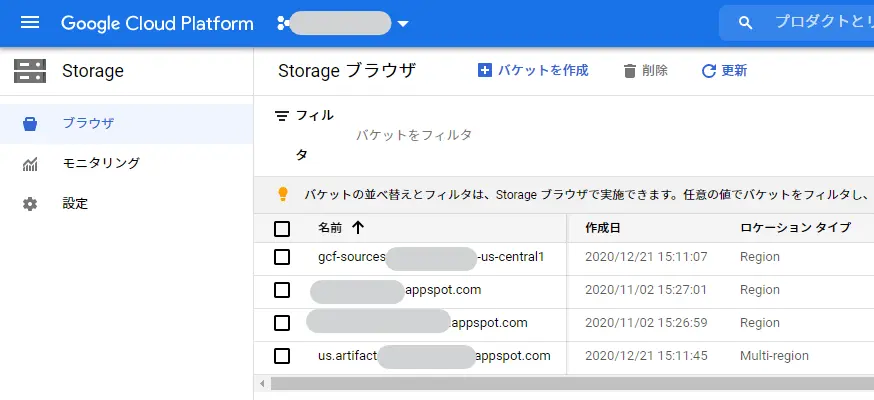 Google Cloud Platform
プロダクトとリ
Storage
Storage ブラウザ
バケットを作成
削除
更新
ブラウザ
モニタリング
設定
フィル
タ
バケットをフィルタ
バケットの並べ替えとフィルタは、Storage ブラウザで実施できます。任意の値でバケットをフィルタし、
名前 作成日 ロケーション タイプ
gcf-sources -us-central1 2020/12/21 15:11:07 Region
appspot.com 2020/11/02 15:27:01 Region
.appspot.com 2020/11/02 15:26:59 Region
us.artifact appspot.com 2020/12/21 15:11:45 Multi-region